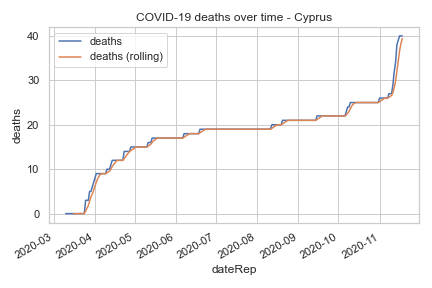 COVID-19 deaths over time - Cyprus
deaths
deaths (rolling)
40
30
20
10
0
deaths
2020-03
2020-04
2020-05
2020-06
2020-07
2020-08
2020-09
2020-10
2020-11
dateRep